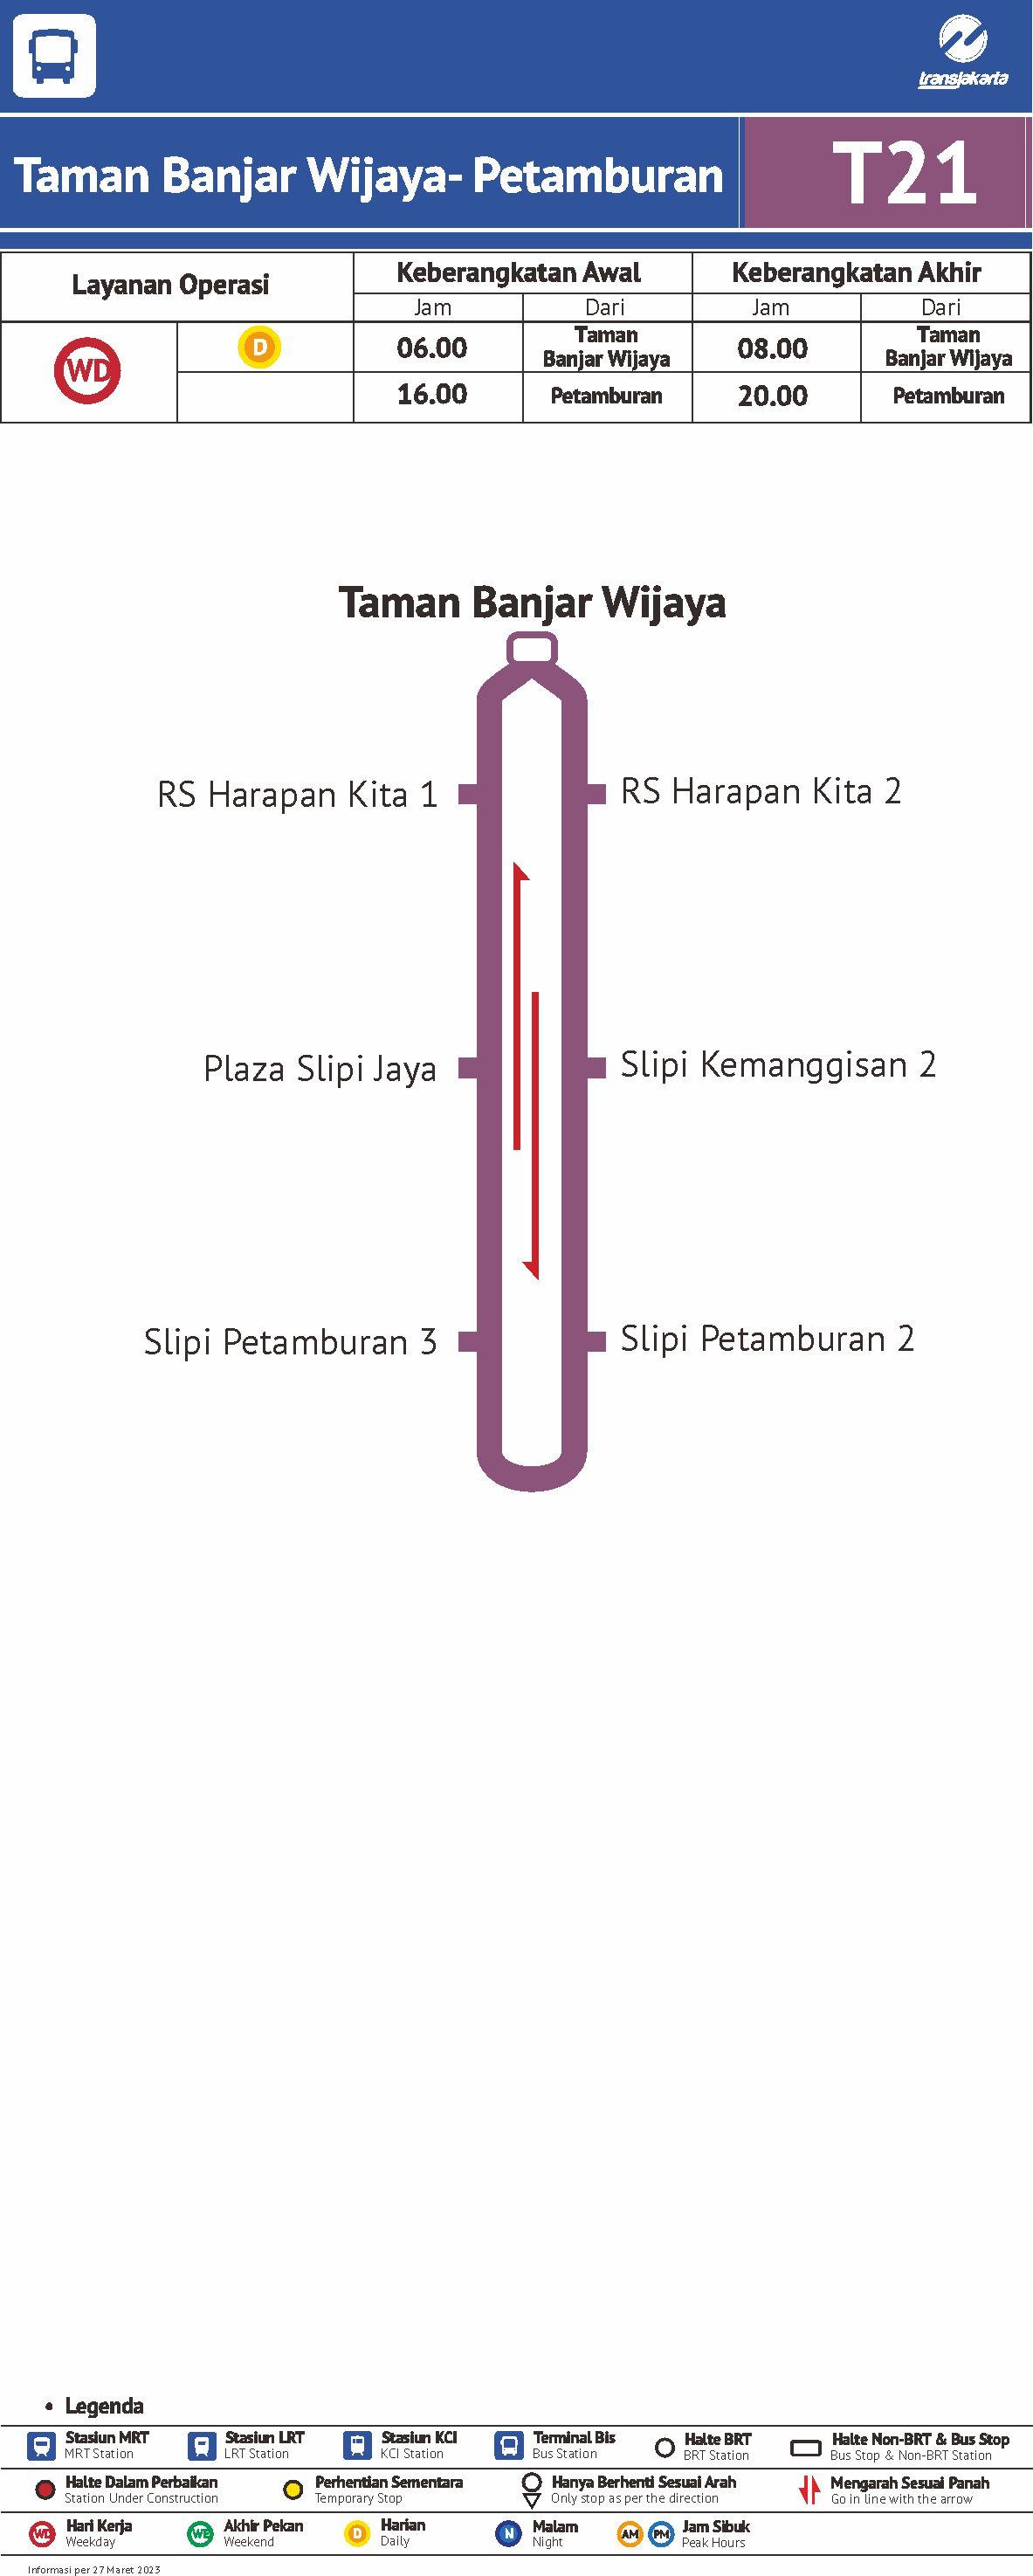 transjakarta
Taman Banjar Wijaya- Petamburan
T21
Layanan Operasi
Keberangkatan Awal
Keberangkatan Akhir
Jam
Dari
Jam
Dari
WD
D
06.00
Taman
Banjar Wijaya
08.00
Taman
Banjar Wijaya
16.00
Petamburan
20.00
Petamburan
Taman Banjar Wijaya
RS Harapan Kita 1
RS Harapan Kita 2
Plaza Slipi Jaya
Slipi Kemanggisan 2
Slipi Petamburan 3
Slipi Petamburan 2
• Legenda
Stasiun MRT
MRT Station
Stasiun LRT
LRT Station
Stasiun KCI
KCI Station
Terminal Bis
Bus Station
Halte BRT
BRT Station
Halte Non-BRT & Bus Stop
Bus Stop & Non-BRT Station
Halte Dalam Perbaikan
Station Under Construction
Perhentian Sementara
Temporary Stop
Hanya Berhenti Sesuai Arah
Only stop as per the direction
Mengarah Sesuai Panah
Go in line with the arrow
WD
Hari Kerja
Weekday
WE
Akhir Pekan
Weekend
D
Harian
Daily
N
Malam
Night
AM
PM
Jam Sibuk
Peak Hours
Informasi per 27 Maret 2023